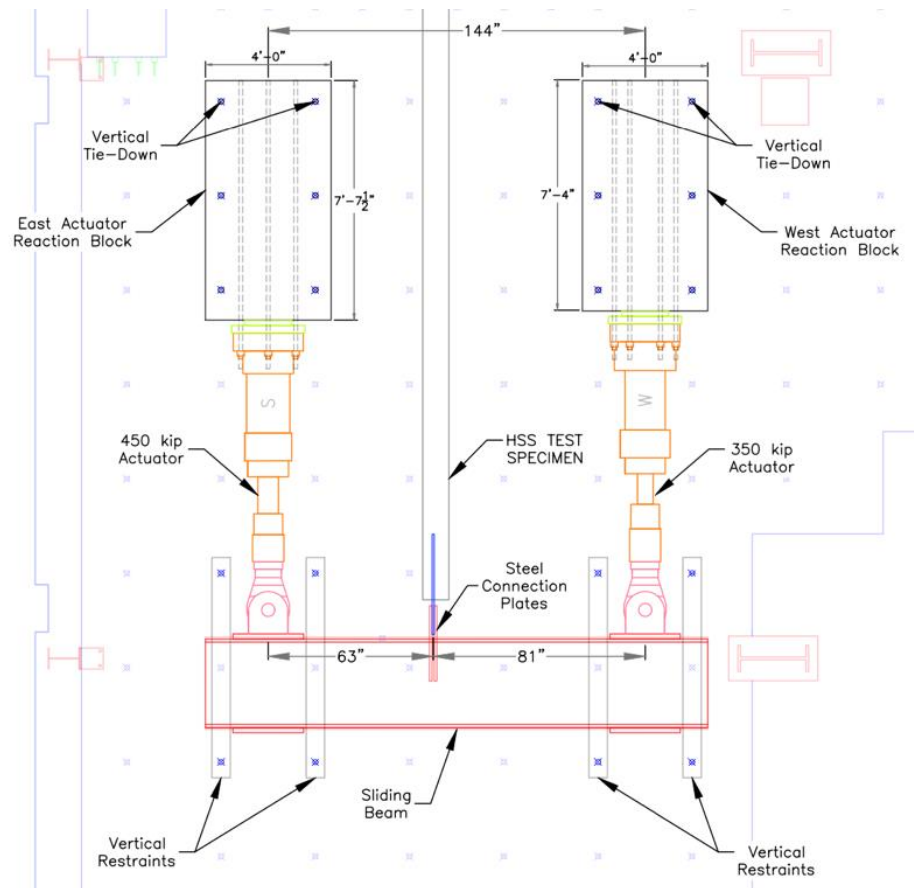 144"
4'-0"
4'-0"
Vertical
Tie-Down
Vertical
Tie-Down
7'-7 1/2"
7'-4"
East Actuator
Reaction Block
West Actuator
Reaction Block
S
W
450 kip
Actuator
HSS TEST
SPECIMEN
350 kip
Actuator
Steel
Connection
Plates
63"
81"
Sliding
Beam
Vertical
Restraints
Vertical
Restraints